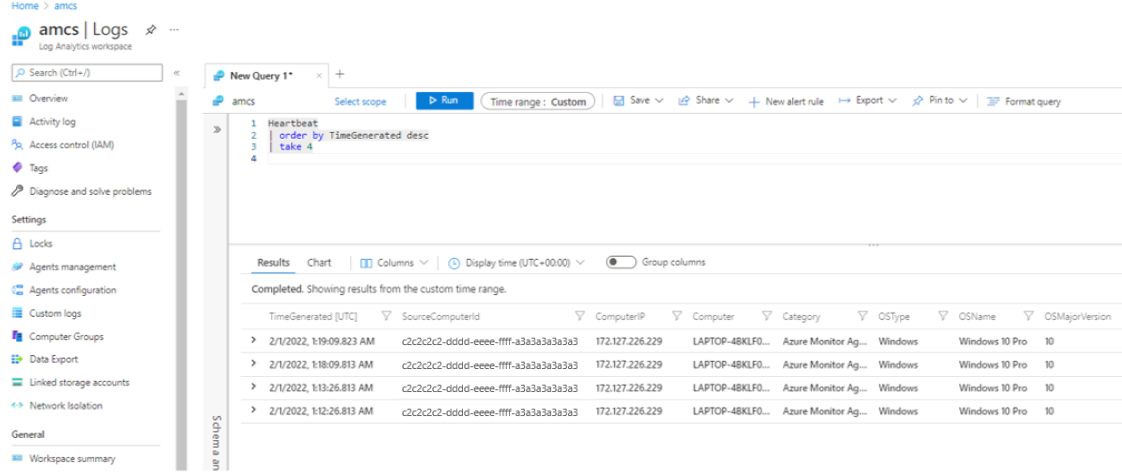 Home > amcs
amcs | Logs
Log Analytics workspace
Search (Ctrl+/)
Overview
Activity log
Access control (IAM)
Tags
Diagnose and solve problems
Settings
Locks
Agents management
Agents configuration
Custom logs
Computer Groups
Data Export
Linked storage accounts
Network Isolation
General
Workspace summary
New Query 1*
amcs Select scope Run Time range : Custom Save Share New alert rule Export Pin to Format query
1 Heartbeat
2 | order by TimeGenerated desc
3 | take 4
4
Results Chart Columns Display time (UTC+00:00) Group columns
Completed. Showing results from the custom time range.
TimeGenerated [UTC] SourceComputerId ComputerIP Computer Category OSType OSName OSMajorVersion
2/1/2022, 1:19:09.823 AM c2c2c2c2-dddd-eeee-ffff-a3a3a3a3a3a3 172.127.226.229 LAPTOP-4BKLF0... Azure Monitor Ag... Windows Windows 10 Pro 10
2/1/2022, 1:18:09.813 AM c2c2c2c2-dddd-eeee-ffff-a3a3a3a3a3a3 172.127.226.229 LAPTOP-4BKLF0... Azure Monitor Ag... Windows Windows 10 Pro 10
2/1/2022, 1:13:26.813 AM c2c2c2c2-dddd-eeee-ffff-a3a3a3a3a3a3 172.127.226.229 LAPTOP-4BKLF0... Azure Monitor Ag... Windows Windows 10 Pro 10
2/1/2022, 1:12:26.813 AM c2c2c2c2-dddd-eeee-ffff-a3a3a3a3a3a3 172.127.226.229 LAPTOP-4BKLF0... Azure Monitor Ag... Windows Windows 10 Pro 10
Schema an